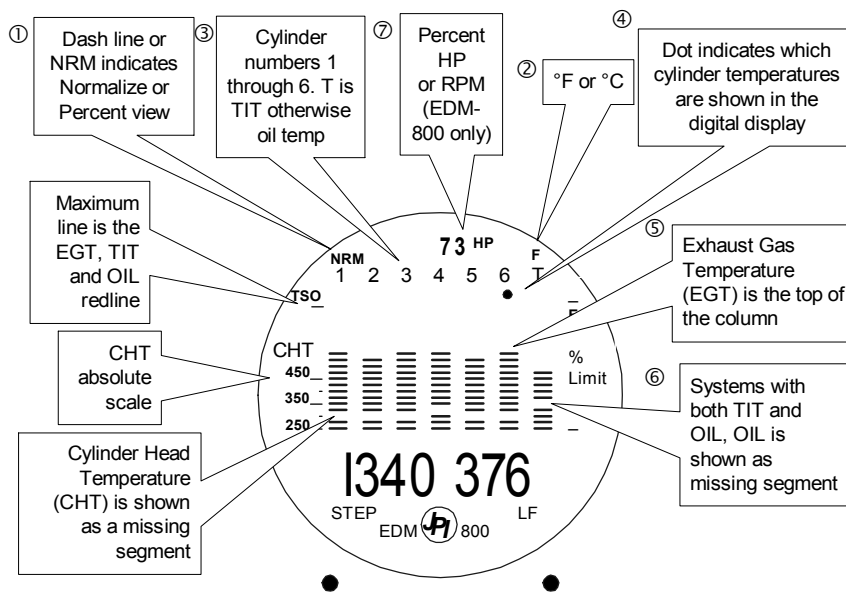 ①
Dash line or
NRM indicates
Normalize or
Percent view
③
Cylinder
numbers 1
through 6. T is
TIT otherwise
oil temp
⑦
Percent
HP
or RPM
(EDM-
800 only)
②
°F or °C
④
Dot indicates which
cylinder temperatures
are shown in the
digital display
Maximum
line is the
EGT, TIT
and OIL
redline
CHT
absolute
scale
Cylinder Head
Temperature
(CHT) is shown
as a missing
segment
⑤
Exhaust Gas
Temperature
(EGT) is the top of
the column
⑥
Systems with
both TIT and
OIL, OIL is
shown as
missing segment
73 HP
NRM
F
1 2 3 4 5 6 T
TSO
CHT
450
350
250
%
Limit
1340 376
STEP
LF
EDM JPI 800